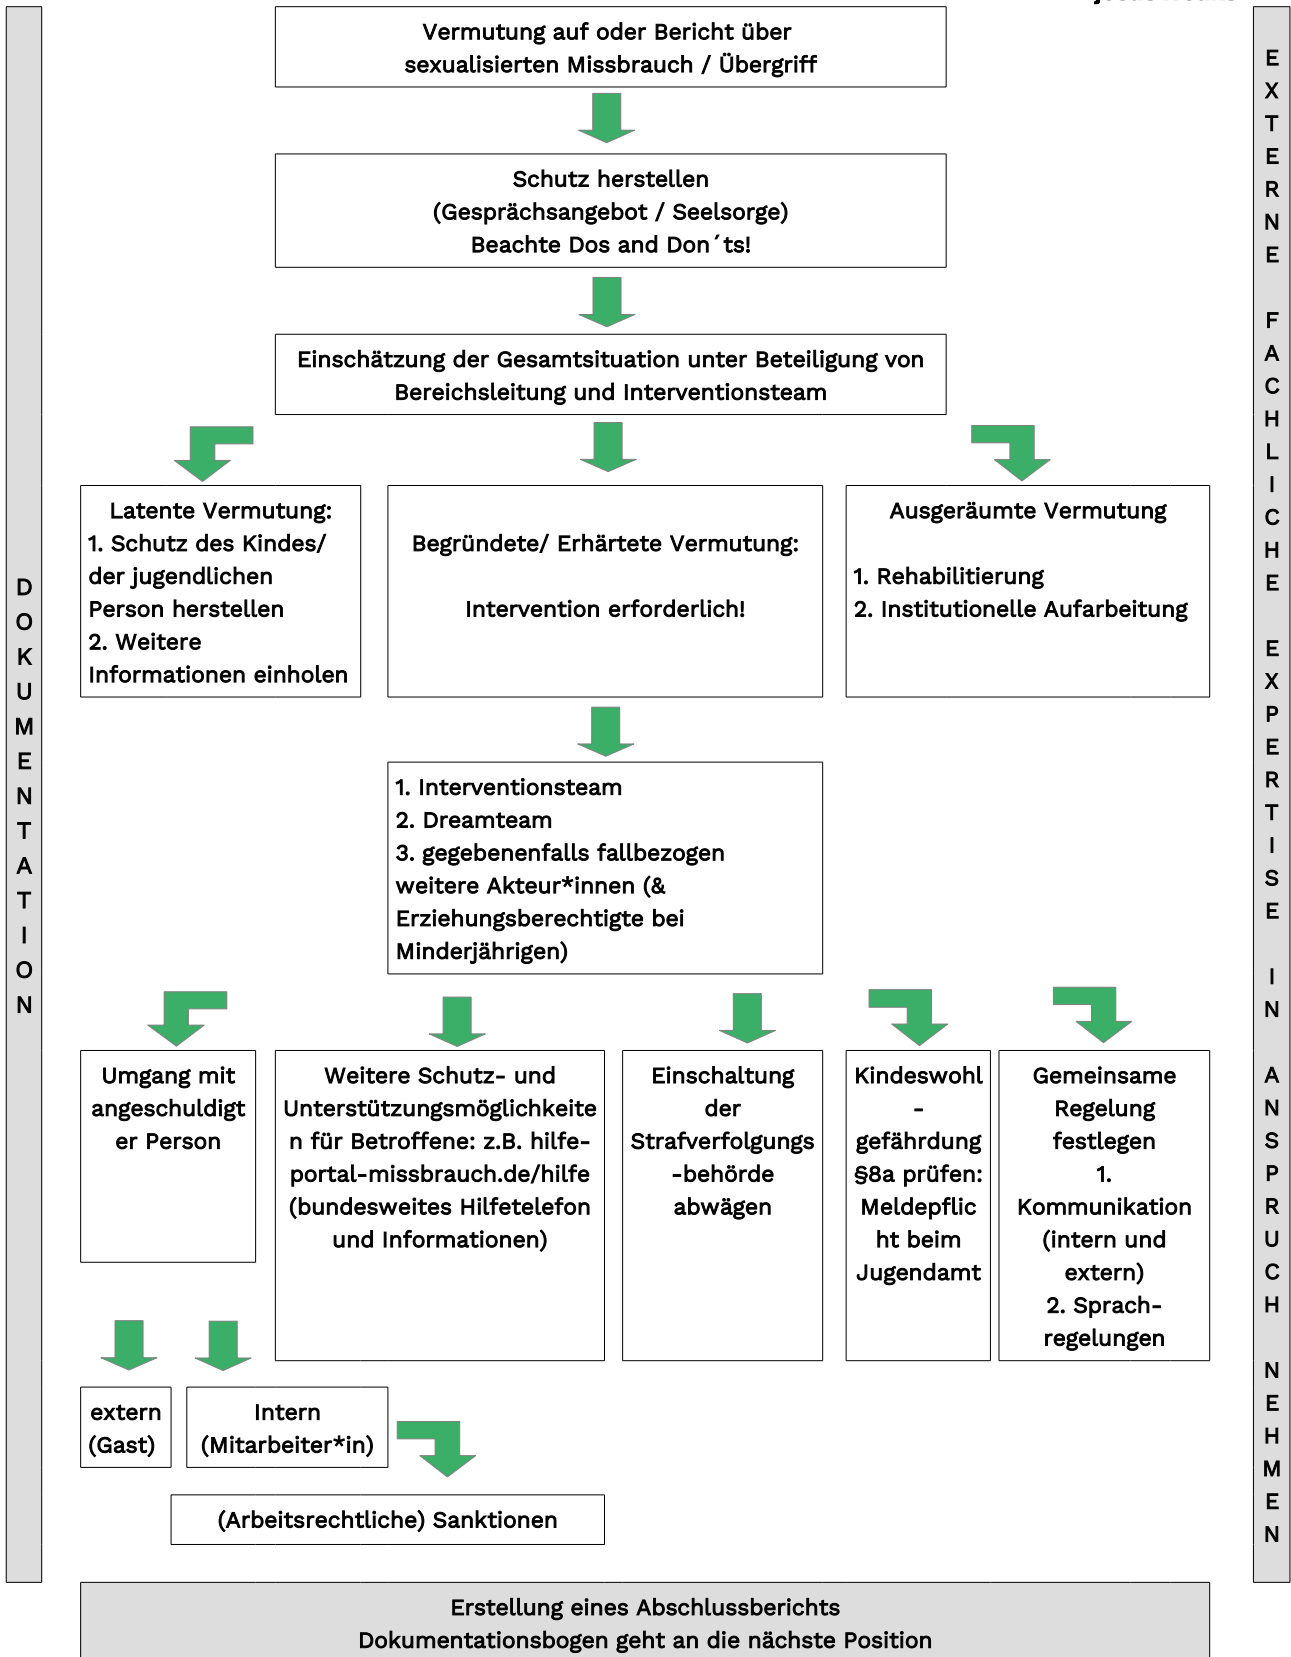 Vermutung auf oder Bericht über
sexualisierten Missbrauch / Übergriff
Schutz herstellen
(Gesprächsangebot / Seelsorge)
Beachte Dos and Don´ts!
Einschätzung der Gesamtsituation unter Beteiligung von
Bereichsleitung und Interventionsteam
Latente Vermutung:
1. Schutz des Kindes/
der jugendlichen
Person herstellen
2. Weitere
Informationen einholen
Begründete/ Erhärtete Vermutung:
Intervention erforderlich!
Ausgeräumte Vermutung
1. Rehabilitierung
2. Institutionelle Aufarbeitung
1. Interventionsteam
2. Dreamteam
3. gegebenenfalls fallbezogen
weitere Akteur*innen (&
Erziehungsberechtigte bei
Minderjährigen)
Umgang mit
angeschuldigt
er Person
Weitere Schutz- und
Unterstützungsmöglichkeite
n für Betroffene: z.B. hilfe-
portal-missbrauch.de/hilfe
(bundesweites Hilfetelefon
und Informationen)
Einschaltung
der
Strafverfolgungs
-behörde
abwägen
Kindeswohl
-
gefährdung
§8a prüfen:
Meldepflic
ht beim
Jugendamt
Gemeinsame
Regelung
festlegen
1.
Kommunikation
(intern und
extern)
2. Sprach-
regelungen
extern
(Gast)
Intern
(Mitarbeiter*in)
(Arbeitsrechtliche) Sanktionen
Erstellung eines Abschlussberichts
Dokumentationsbogen geht an die nächste Position
DOKUMENTATION
EXTERNE FACHLICHE EXPERTISE IN ANSPRUCH NEHMEN